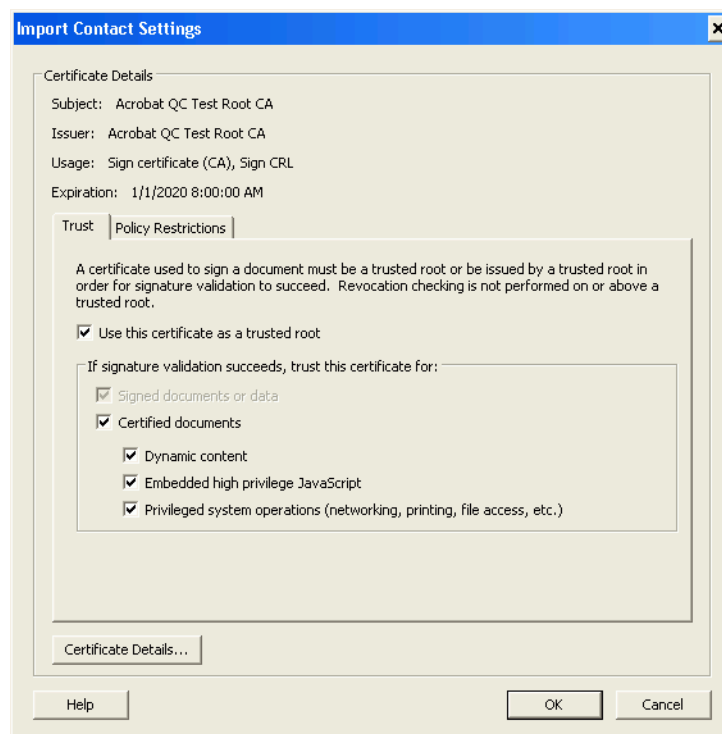 Import Contact Settings
Certificate Details
Subject: Acrobat QC Test Root CA
Issuer: Acrobat QC Test Root CA
Usage: Sign certificate (CA), Sign CRL
Expiration: 1/1/2020 8:00:00 AM
Trust Policy Restrictions
A certificate used to sign a document must be a trusted root or be issued by a trusted root in
order for signature validation to succeed. Revocation checking is not performed on or above a
trusted root.
Use this certificate as a trusted root
If signature validation succeeds, trust this certificate for:
Signed documents or data
Certified documents
Dynamic content
Embedded high privilege JavaScript
Privileged system operations (networking, printing, file access, etc.)
Certificate Details...
Help OK Cancel